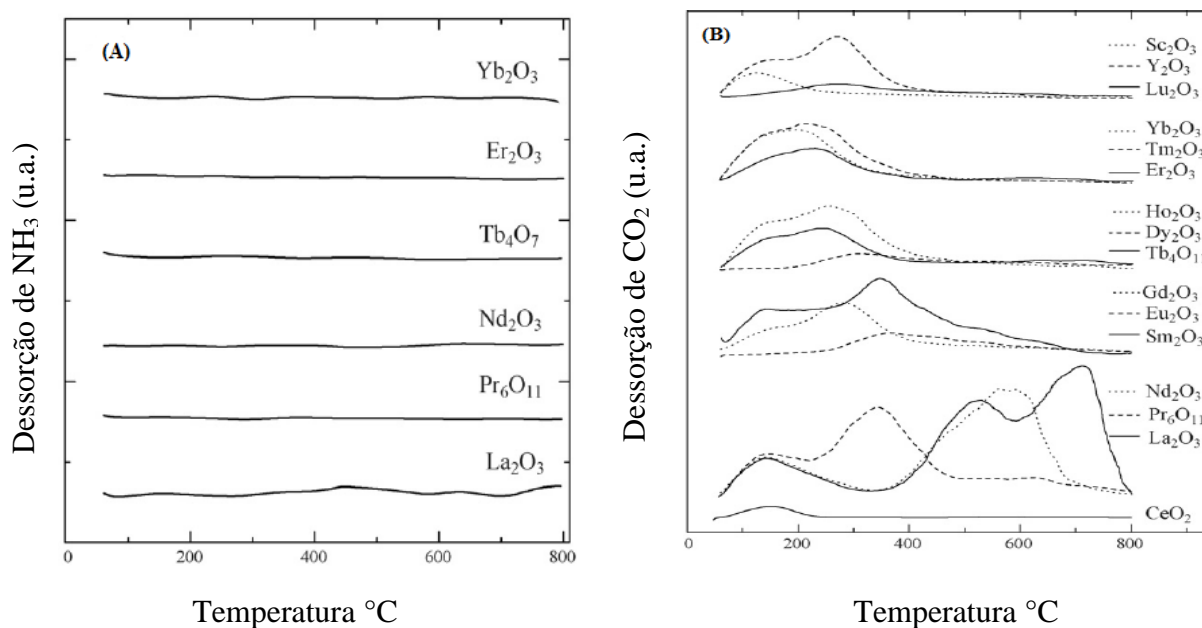 (A)
Yb₂O₃
Er₂O₃
Tb₄O₇
Nd₂O₃
Pr₆O₁₁
La₂O₃
Dessorção de NH₃ (u.a.)
0 200 400 600 800
Temperatura °C
(B)
Sc₂O₃
Y₂O₃
Lu₂O₃
Yb₂O₃
Tm₂O₃
Er₂O₃
Ho₂O₃
Dy₂O₃
Tb₄O₁₁
Gd₂O₃
Eu₂O₃
Sm₂O₃
Nd₂O₃
Pr₆O₁₁
La₂O₃
CeO₂
Dessorção de CO₂ (u.a.)
0 200 400 600 800
Temperatura °C